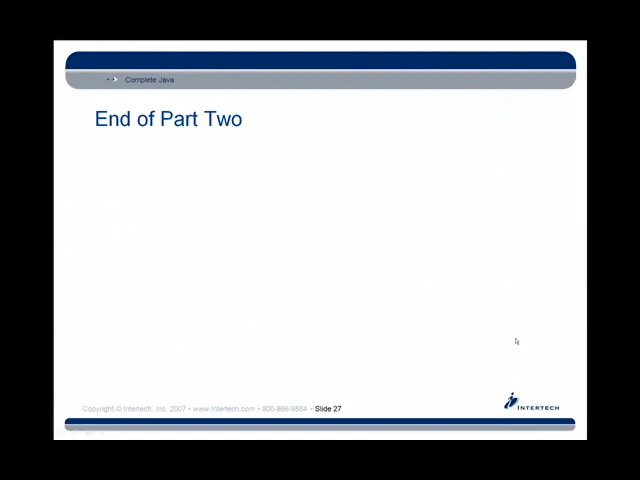 Complete Java
End of Part Two
Copyright © Intertech, Inc. 2007 • www.Intertech.com • 800-866-9884 • Slide 27
INTERTECH